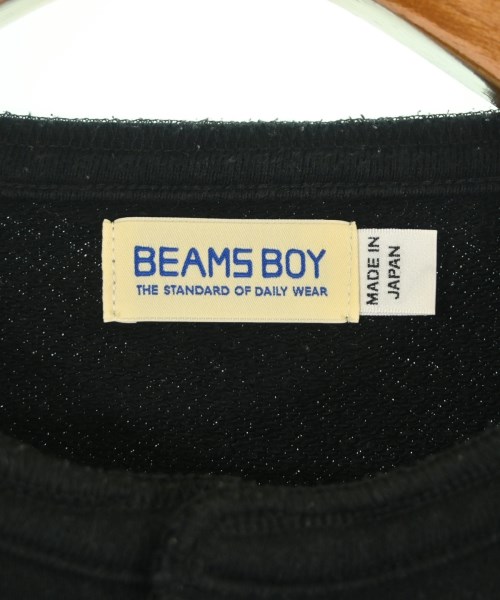 BEAMS BOY
THE STANDARD OF DAILY WEAR
MADE IN
JAPAN